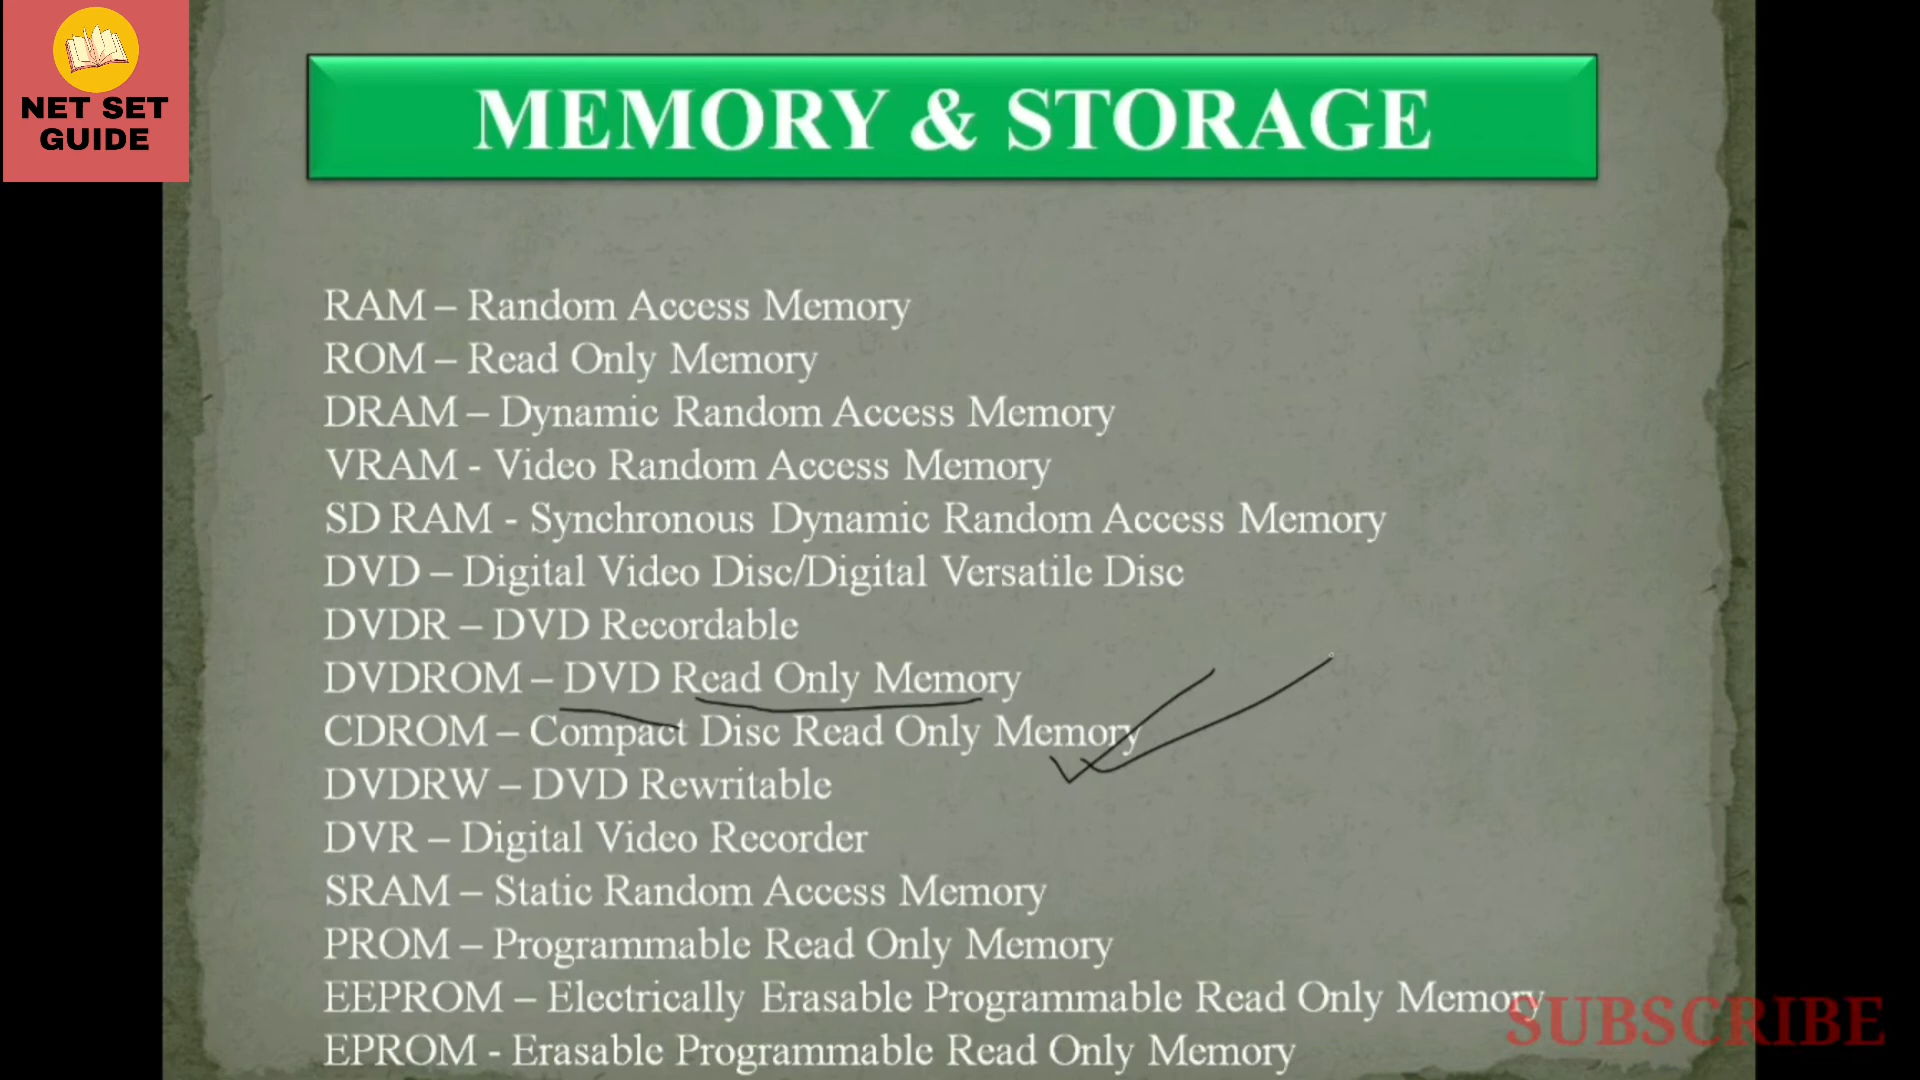 NET SET
GUIDE
MEMORY & STORAGE
RAM – Random Access Memory
ROM – Read Only Memory
DRAM – Dynamic Random Access Memory
VRAM - Video Random Access Memory
SD RAM - Synchronous Dynamic Random Access Memory
DVD – Digital Video Disc/Digital Versatile Disc
DVDR – DVD Recordable
DVDROM – DVD Read Only Memory
CDROM – Compact Disc Read Only Memory
DVDRW – DVD Rewritable
DVR – Digital Video Recorder
SRAM – Static Random Access Memory
PROM – Programmable Read Only Memory
EEPROM – Electrically Erasable Programmable Read Only Memory
SUBSCRIBE
EPROM - Erasable Programmable Read Only Memory